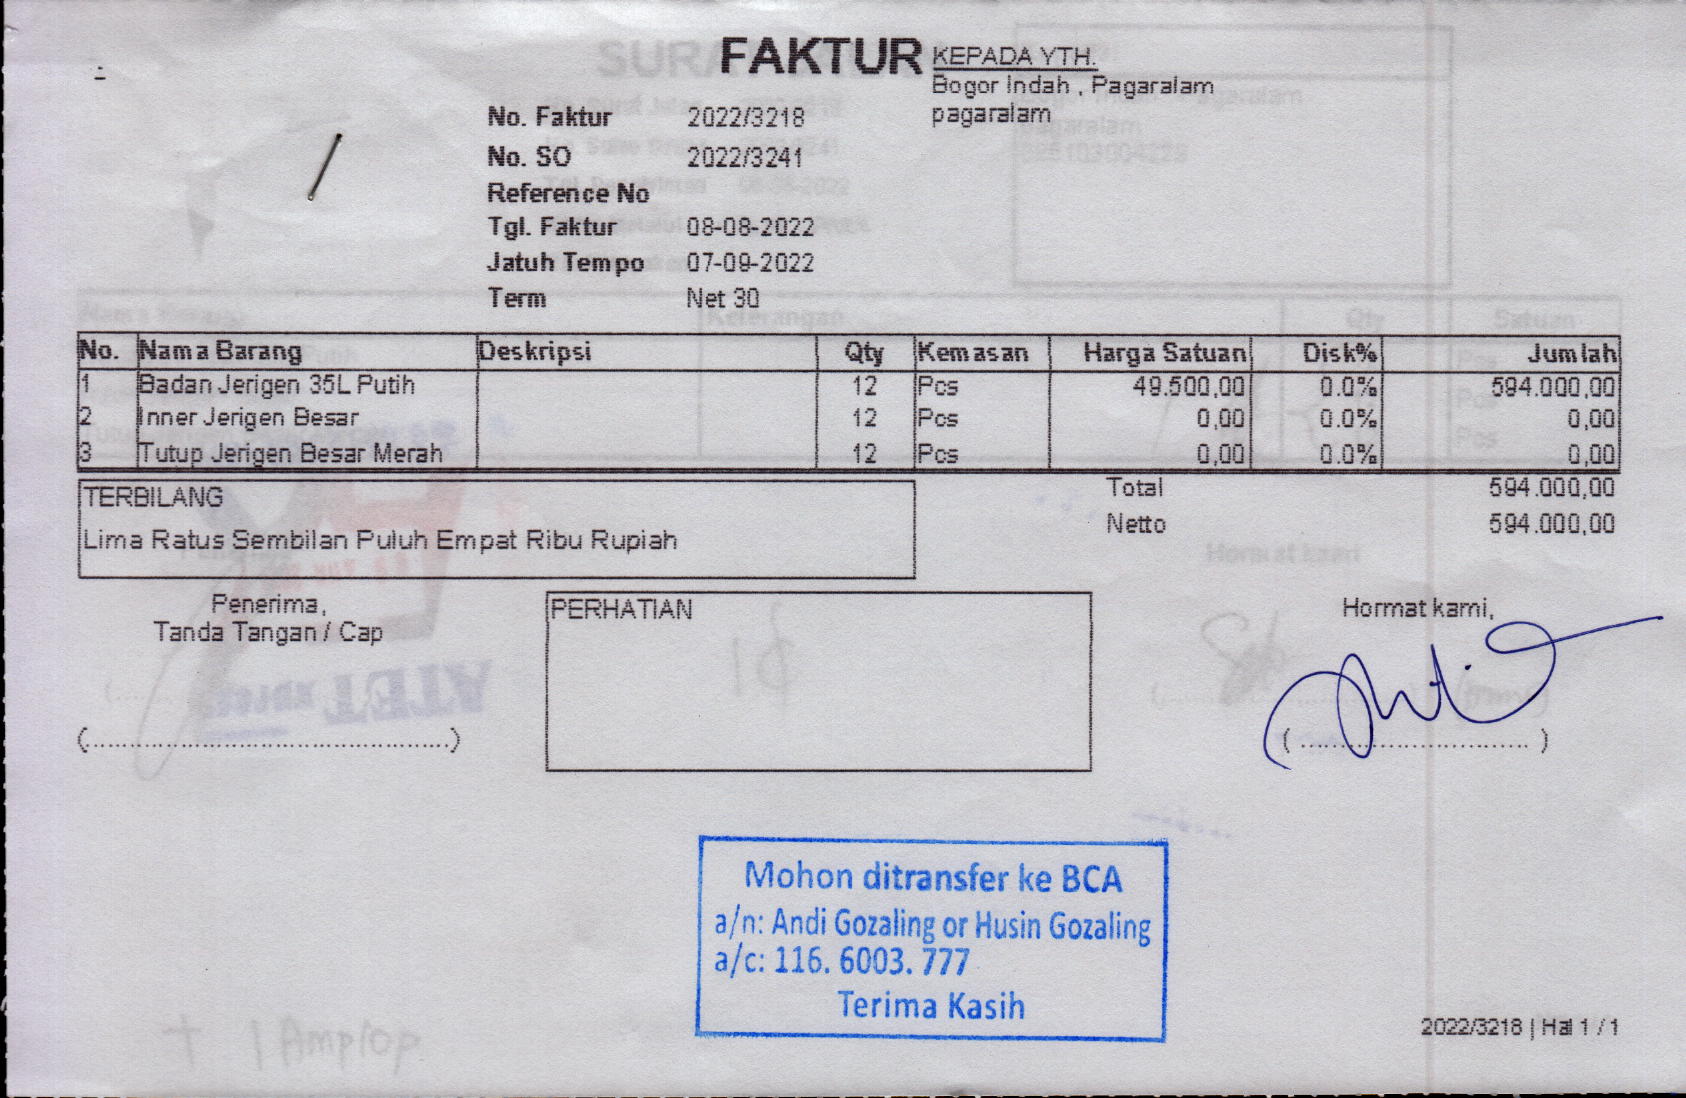 FAKTUR
KEPADA YTH.
Bogor Indah , Pagaralam
pagaralam
No. Faktur 2022/3218
No. SO 2022/3241
Reference No
Tgl. Faktur 08-08-2022
Jatuh Tempo 07-09-2022
Term Net 30
No. Nama Barang Deskripsi Qty Kemasan Harga Satuan Disk% Jumlah
1 Badan Jerigen 35L Putih 12 Pcs 49.500,00 0.0% 594.000,00
2 Inner Jerigen Besar 12 Pcs 0,00 0.0% 0,00
3 Tutup Jerigen Besar Merah 12 Pcs 0,00 0.0% 0,00
TERBILANG
Lima Ratus Sembilan Puluh Empat Ribu Rupiah
Total 594.000,00
Netto 594.000,00
Penerima,
Tanda Tangan / Cap
(................................................)
PERHATIAN
Hormat kami,
( .............................. )
Mohon ditransfer ke BCA
a/n: Andi Gozaling or Husin Gozaling
a/c: 116. 6003. 777
Terima Kasih
+ 1 Amplop
2022/3218 | Hal 1 / 1